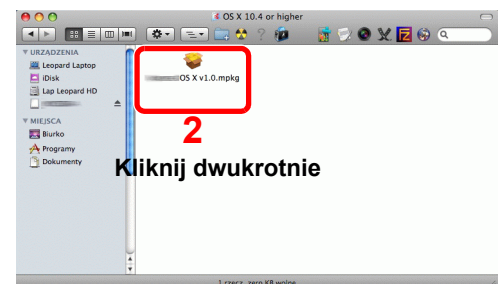 OS X 10.4 or higher
URZĄDZENIA
Leopard Laptop
iDisk
Lap Leopard HD
OS X v1.0.mpkg
MIEJSCA
Biurko
Programy
Dokumenty
2
Kliknij dwukrotnie
1 rzecz, zero KB wolne